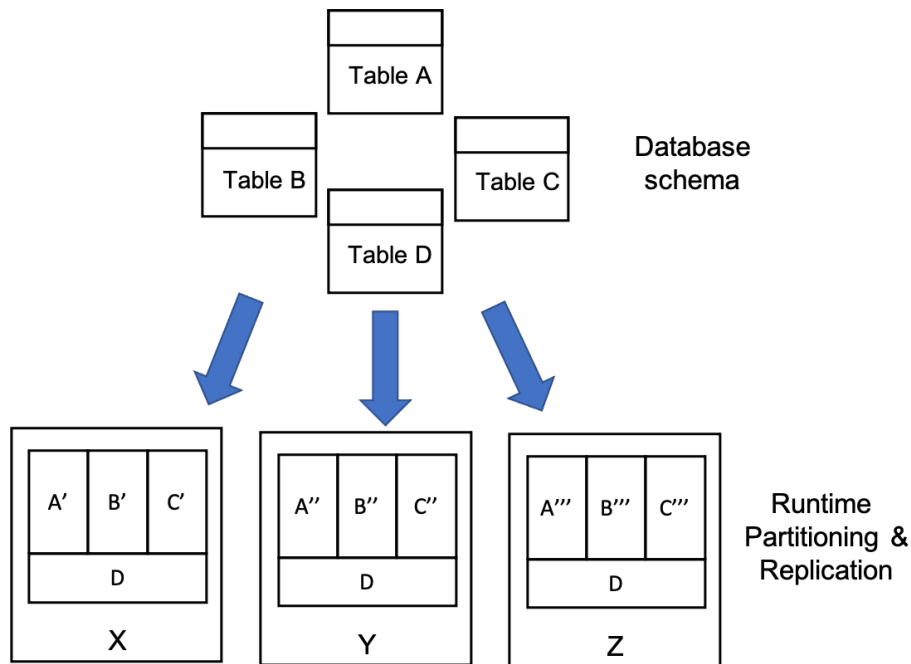 Table A
Table B
Table C
Database
schema
Table D
A'
B'
C'
D
X
A''
B''
C''
D
Y
A'''
B'''
C'''
D
Z
Runtime
Partitioning &
Replication